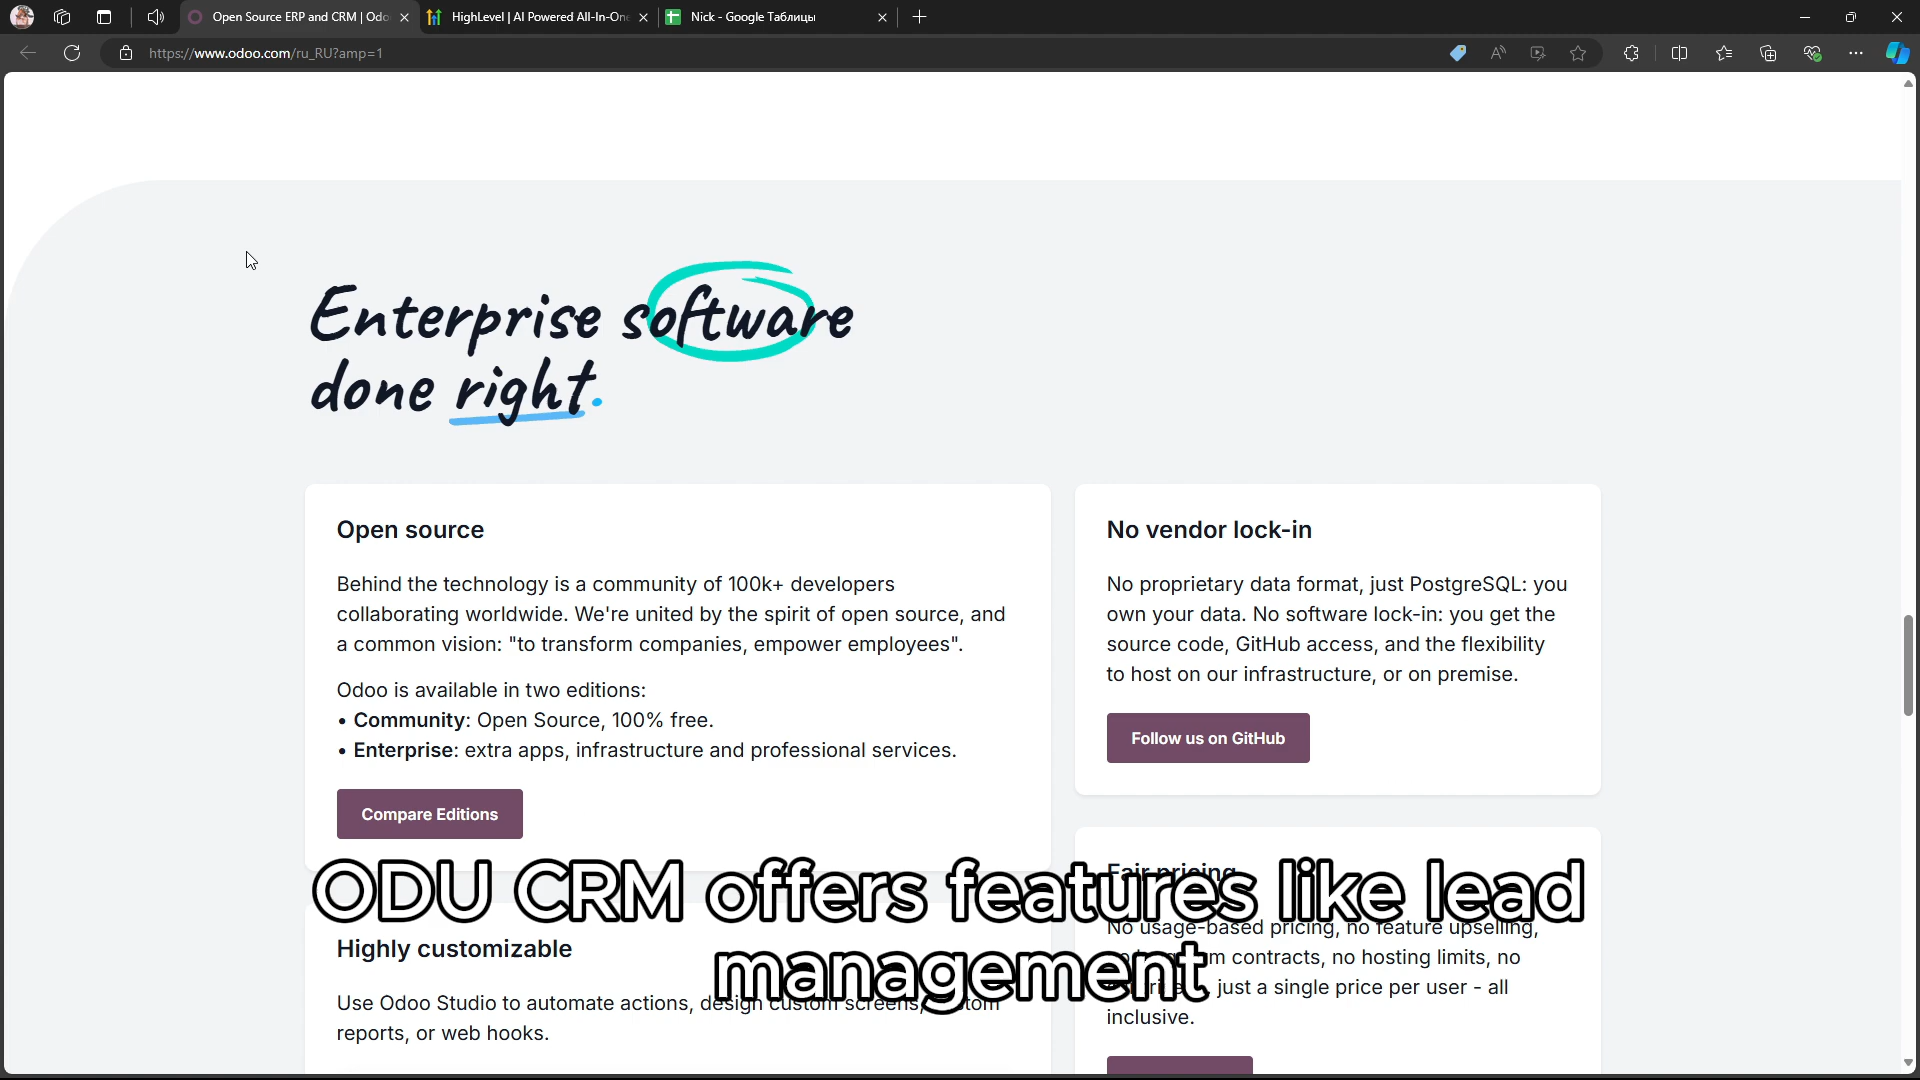 Open Source ERP and CRM | Odo
HighLevel | AI Powered All-In-On
Nick - Google Таблицы
https://www.odoo.com/ru_RU?amp=1
Enterprise software
done right.
Open source
Behind the technology is a community of 100k+ developers
collaborating worldwide. We're united by the spirit of open source, and
a common vision: "to transform companies, empower employees".
Odoo is available in two editions:
• Community: Open Source, 100% free.
• Enterprise: extra apps, infrastructure and professional services.
Compare Editions
No vendor lock-in
No proprietary data format, just PostgreSQL: you
own your data. No software lock-in: you get the
source code, GitHub access, and the flexibility
to host on our infrastructure, or on premise.
Follow us on GitHub
Highly customizable
Use Odoo Studio to automate actions, design custom screens,
reports, or web hooks.
Fair pricing
No usage-based pricing, no feature upselling,
contracts, no hosting limits, no
just a single price per user - all
inclusive.
ODU CRM offers features like lead
management